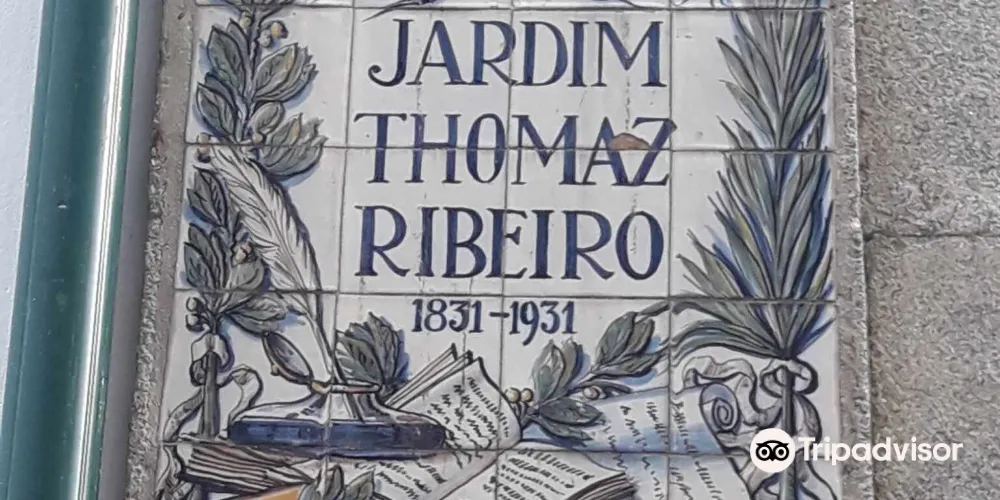 JARDIM
THOMAZ
RIBEIRO
1831-1931
Tripadvisor